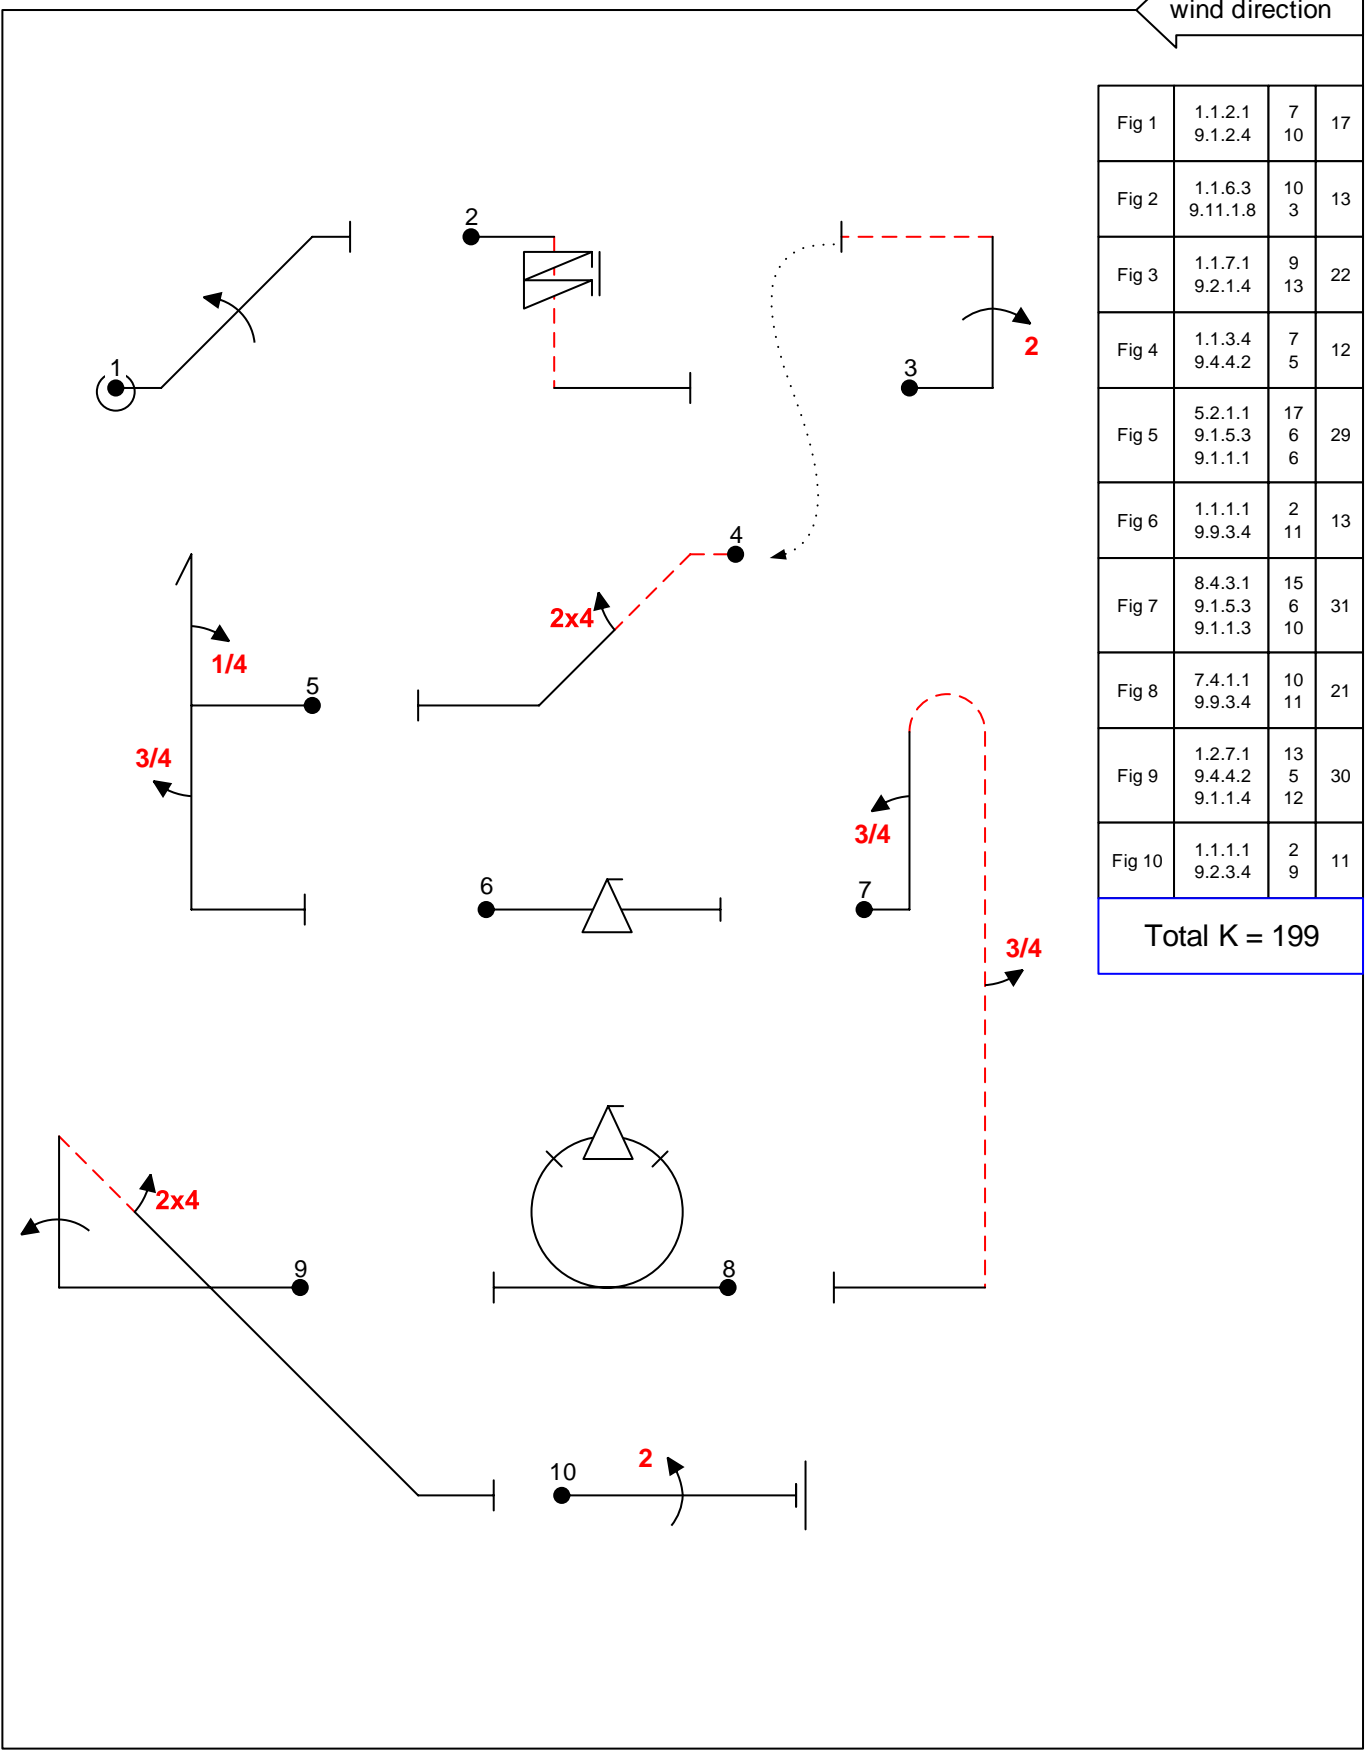 wind direction
Fig 1 1.1.2.1 7 17
9.1.2.4 10
Fig 2 1.1.6.3 10 13
9.11.1.8 3
Fig 3 1.1.7.1 9 22
9.2.1.4 13
Fig 4 1.1.3.4 7 12
9.4.4.2 5
Fig 5 5.2.1.1 17 29
9.1.5.3 6
9.1.1.1 6
Fig 6 1.1.1.1 2 13
9.9.3.4 11
Fig 7 8.4.3.1 15 31
9.1.5.3 6
9.1.1.3 10
Fig 8 7.4.1.1 10 21
9.9.3.4 11
Fig 9 1.2.7.1 13 30
9.4.4.2 5
9.1.1.4 12
Fig 10 1.1.1.1 2 11
9.2.3.4 9
Total K = 199
1
2
3
2
4
2x4
5
1/4
3/4
6
7
3/4
3/4
8
9
2x4
10
2